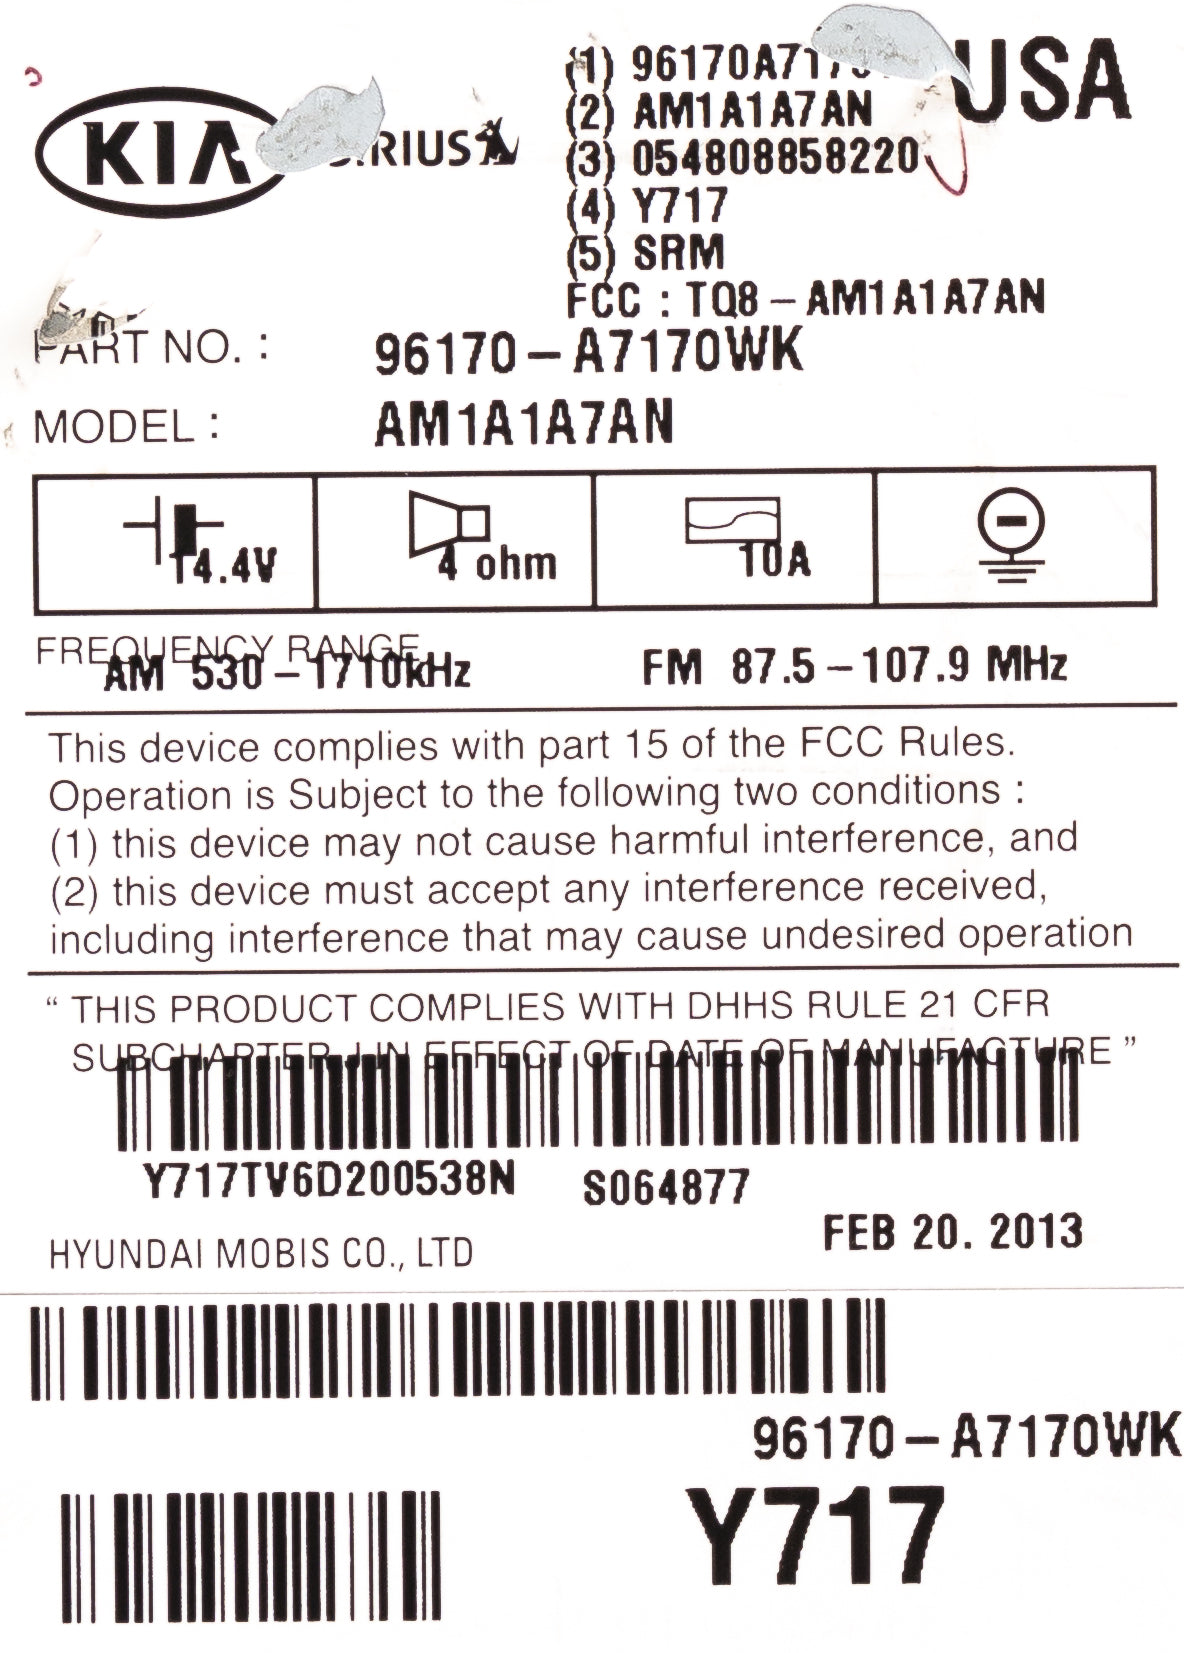 KIA
(1)
USA
(2) AM1A1A7AN
(3) 054808858220
(4) Y717
(5) SRM
FCC : TQ8-AM1A1A7AN
PART NO. : 96170-A7170WK
MODEL : AM1A1A7AN
14.4V 4 ohm 10A
FREQUENCY RANGE
AM 530-1710kHz FM 87.5-107.9 MHz
This device complies with part 15 of the FCC Rules.
Operation is Subject to the following two conditions :
(1) this device may not cause harmful interference, and
(2) this device must accept any interference received,
including interference that may cause undesired operation
“ THIS PRODUCT COMPLIES WITH DHHS RULE 21 CFR
SUBCHAPTER J IN EFFECT OF DATE OF MANUFACTURE ”
Y717TV6D200538N S064877
FEB 20. 2013
HYUNDAI MOBIS CO., LTD
96170-A7170WK
Y717